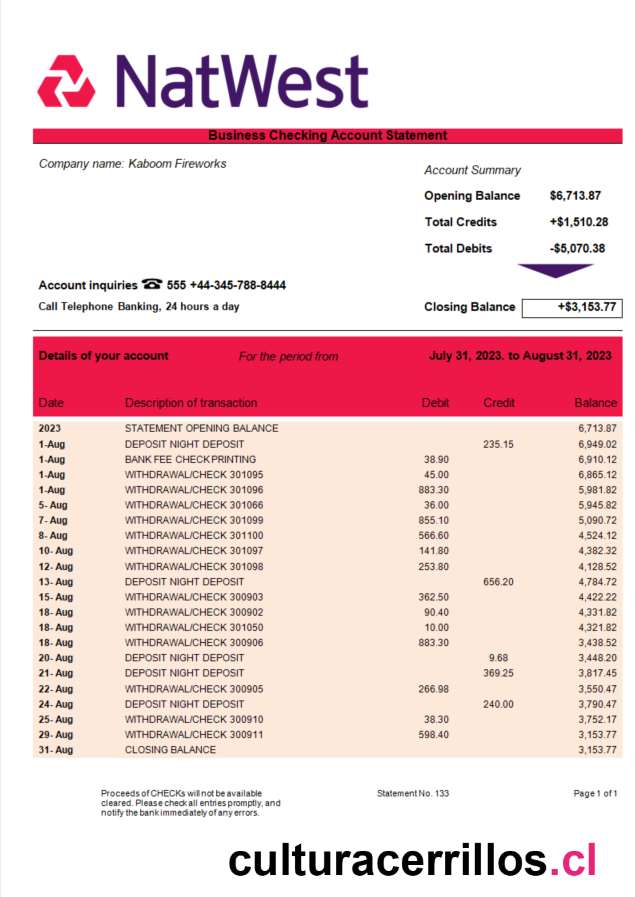 NatWest
Business Checking Account Statement
Company name: Kaboom Fireworks
Account Summary
Opening Balance $6,713.87
Total Credits +$1,510.28
Total Debits -$5,070.38
Account inquiries ☎ 555 +44-345-788-8444
Call Telephone Banking, 24 hours a day
Closing Balance +$3,153.77
Details of your account For the period from July 31, 2023. to August 31, 2023
Date Description of transaction Debit Credit Balance
2023 STATEMENT OPENING BALANCE 6,713.87
1-Aug DEPOSIT NIGHT DEPOSIT 235.15 6,949.02
1-Aug BANK FEE CHECK PRINTING 38.90 6,910.12
1-Aug WITHDRAWAL/CHECK 301095 45.00 6,865.12
1-Aug WITHDRAWAL/CHECK 301096 883.30 5,981.82
5- Aug WITHDRAWAL/CHECK 301066 36.00 5,945.82
7- Aug WITHDRAWAL/CHECK 301099 855.10 5,090.72
8- Aug WITHDRAWAL/CHECK 301100 566.60 4,524.12
10- Aug WITHDRAWAL/CHECK 301097 141.80 4,382.32
12- Aug WITHDRAWAL/CHECK 301098 253.80 4,128.52
13- Aug DEPOSIT NIGHT DEPOSIT 656.20 4,784.72
15- Aug WITHDRAWAL/CHECK 300903 362.50 4,422.22
18- Aug WITHDRAWAL/CHECK 300902 90.40 4,331.82
18- Aug WITHDRAWAL/CHECK 301050 10.00 4,321.82
18- Aug WITHDRAWAL/CHECK 300906 883.30 3,438.52
20- Aug DEPOSIT NIGHT DEPOSIT 9.68 3,448.20
21- Aug DEPOSIT NIGHT DEPOSIT 369.25 3,817.45
22- Aug WITHDRAWAL/CHECK 300905 266.98 3,550.47
24- Aug DEPOSIT NIGHT DEPOSIT 240.00 3,790.47
25- Aug WITHDRAWAL/CHECK 300910 38.30 3,752.17
29- Aug WITHDRAWAL/CHECK 300911 598.40 3,153.77
31- Aug CLOSING BALANCE 3,153.77
Proceeds of CHECKs will not be available Statement No. 133 Page 1 of 1
cleared. Please check all entries promptly, and
notify the bank immediately of any errors.
culturacerrillos.cl